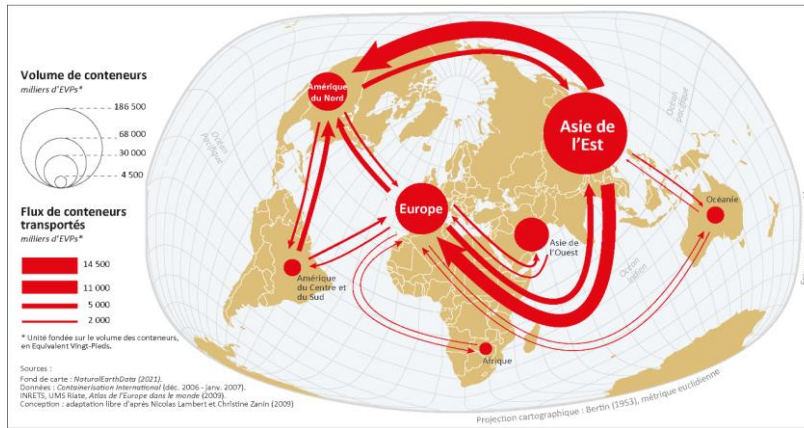 Volume de conteneurs
milliers d'EVPs*
186 500
68 000
30 000
4 500
Flux de conteneurs
transportés
milliers d'EVPs*
14 500
11 000
5 000
2 000
* Unité fondée sur le volume des conteneurs,
en Equivalent Vingt-Pieds.
Sources :
Fond de carte : NaturalEarthData (2021).
Données : Containerisation International (déc. 2006 - janv. 2007).
INRETS, UMS Riate, Atlas de l'Europe dans le monde (2009).
Conception : adaptation libre d'après Nicolas Lambert et Christine Zanin (2009)
Amérique
du Nord
Océan
pacifique
Asie de
l'Est
Océan
pacifique
Europe
Asie de
l'Ouest
Océanie
Amérique
du Centre et
du Sud
Océan
indien
Afrique
Projection cartographique : Bertin (1953), métrique euclidienne